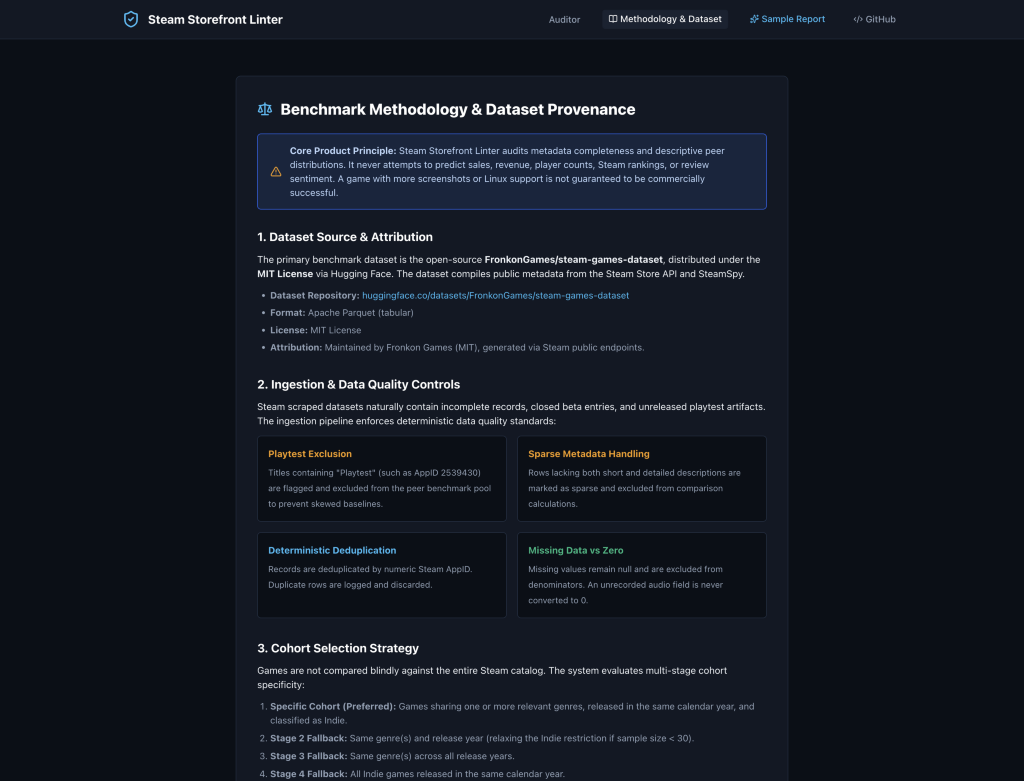 Steam Storefront Linter
Auditor
Methodology & Dataset
Sample Report
</> GitHub
Benchmark Methodology & Dataset Provenance
Core Product Principle: Steam Storefront Linter audits metadata completeness and descriptive peer
distributions. It never attempts to predict sales, revenue, player counts, Steam rankings, or review
sentiment. A game with more screenshots or Linux support is not guaranteed to be commercially
successful.
1. Dataset Source & Attribution
The primary benchmark dataset is the open-source FronkonGames/steam-games-dataset, distributed under the
MIT License via Hugging Face. The dataset compiles public metadata from the Steam Store API and SteamSpy.
• Dataset Repository: huggingface.co/datasets/FronkonGames/steam-games-dataset
• Format: Apache Parquet (tabular)
• License: MIT License
• Attribution: Maintained by Fronkon Games (MIT), generated via Steam public endpoints.
2. Ingestion & Data Quality Controls
Steam scraped datasets naturally contain incomplete records, closed beta entries, and unreleased playtest artifacts.
The ingestion pipeline enforces deterministic data quality standards:
Playtest Exclusion
Titles containing "Playtest" (such as AppID 2539430)
are flagged and excluded from the peer benchmark pool
to prevent skewed baselines.
Sparse Metadata Handling
Rows lacking both short and detailed descriptions are
marked as sparse and excluded from comparison
calculations.
Deterministic Deduplication
Records are deduplicated by numeric Steam AppID.
Duplicate rows are logged and discarded.
Missing Data vs Zero
Missing values remain null and are excluded from
denominators. An unrecorded audio field is never
converted to 0.
3. Cohort Selection Strategy
Games are not compared blindly against the entire Steam catalog. The system evaluates multi-stage cohort
specificity:
1. Specific Cohort (Preferred): Games sharing one or more relevant genres, released in the same calendar year, and
classified as Indie.
2. Stage 2 Fallback: Same genre(s) and release year (relaxing the Indie restriction if sample size < 30).
3. Stage 3 Fallback: Same genre(s) across all release years.
4. Stage 4 Fallback: All Indie games released in the same calendar year.